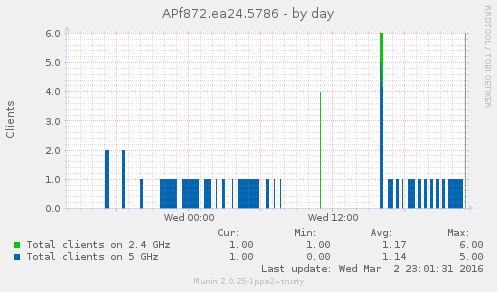 APf872.ea24.5786 - by day
RRDTOOL / TOBI OETIKER
Clients
6.0
5.0
4.0
3.0
2.0
1.0
0.0
Wed 00:00 Wed 12:00
Cur: Min: Avg: Max:
Total clients on 2.4 GHz 1.00 1.00 1.17 6.00
Total clients on 5 GHz 1.00 0.00 1.14 5.00
Last update: Wed Mar 2 23:01:31 2016
Munin 2.0.25-1ppa2~trusty